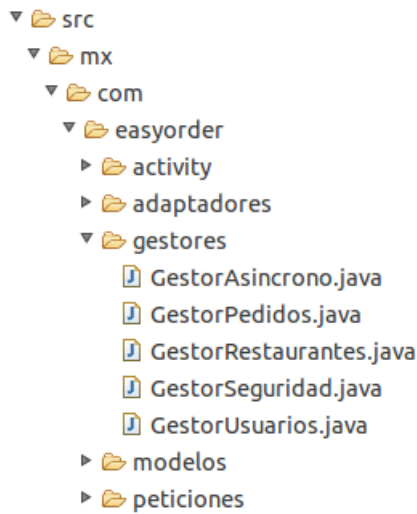 src
mx
com
easyorder
activity
adaptadores
gestores
GestorAsincrono.java
GestorPedidos.java
GestorRestaurantes.java
GestorSeguridad.java
GestorUsuarios.java
modelos
peticiones